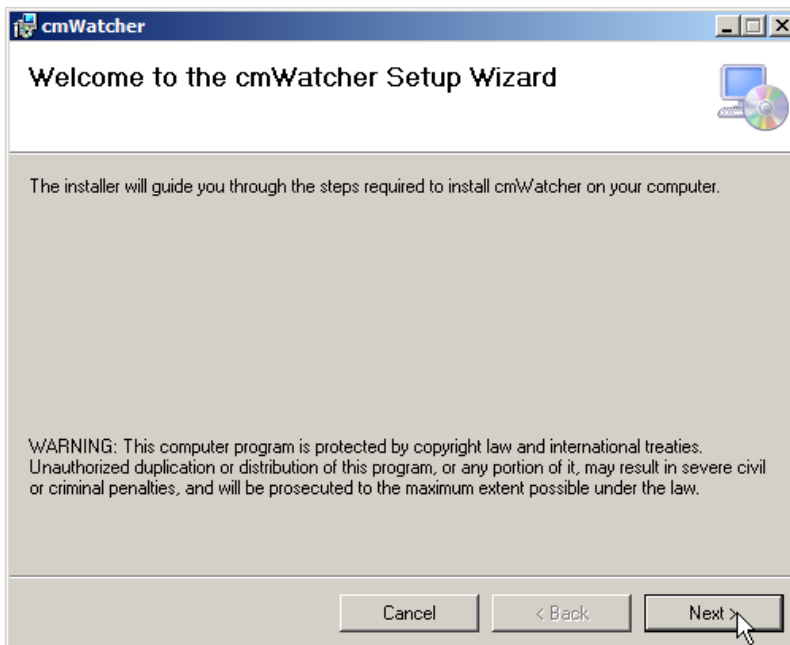 cmWatcher
Welcome to the cmWatcher Setup Wizard
The installer will guide you through the steps required to install cmWatcher on your computer.
WARNING: This computer program is protected by copyright law and international treaties.
Unauthorized duplication or distribution of this program, or any portion of it, may result in severe civil
or criminal penalties, and will be prosecuted to the maximum extent possible under the law.
Cancel
< Back
Next >